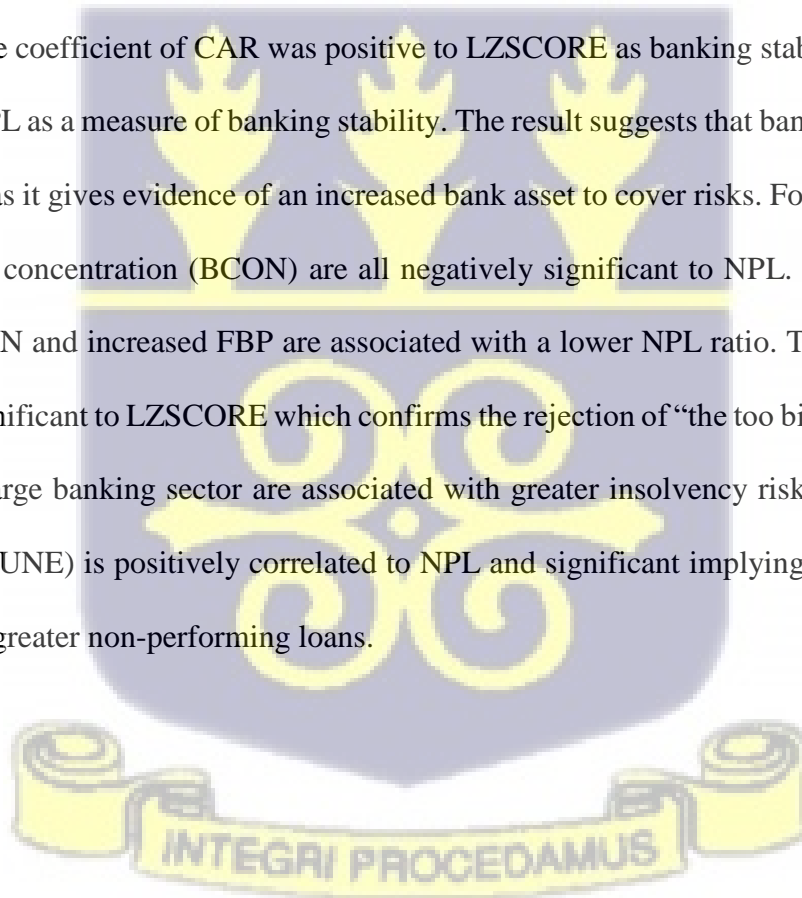 e coefficient of CAR was positive to LZSCORE as banking stab
PL as a measure of banking stability. The result suggests that ban
as it gives evidence of an increased bank asset to cover risks. Fo
concentration (BCON) are all negatively significant to NPL.
N and increased FBP are associated with a lower NPL ratio. T
nificant to LZSCORE which confirms the rejection of “the too bi
arge banking sector are associated with greater insolvency risk
UNE) is positively correlated to NPL and significant implying
greater non-performing loans.
INTEGRI PROCEDAMUS